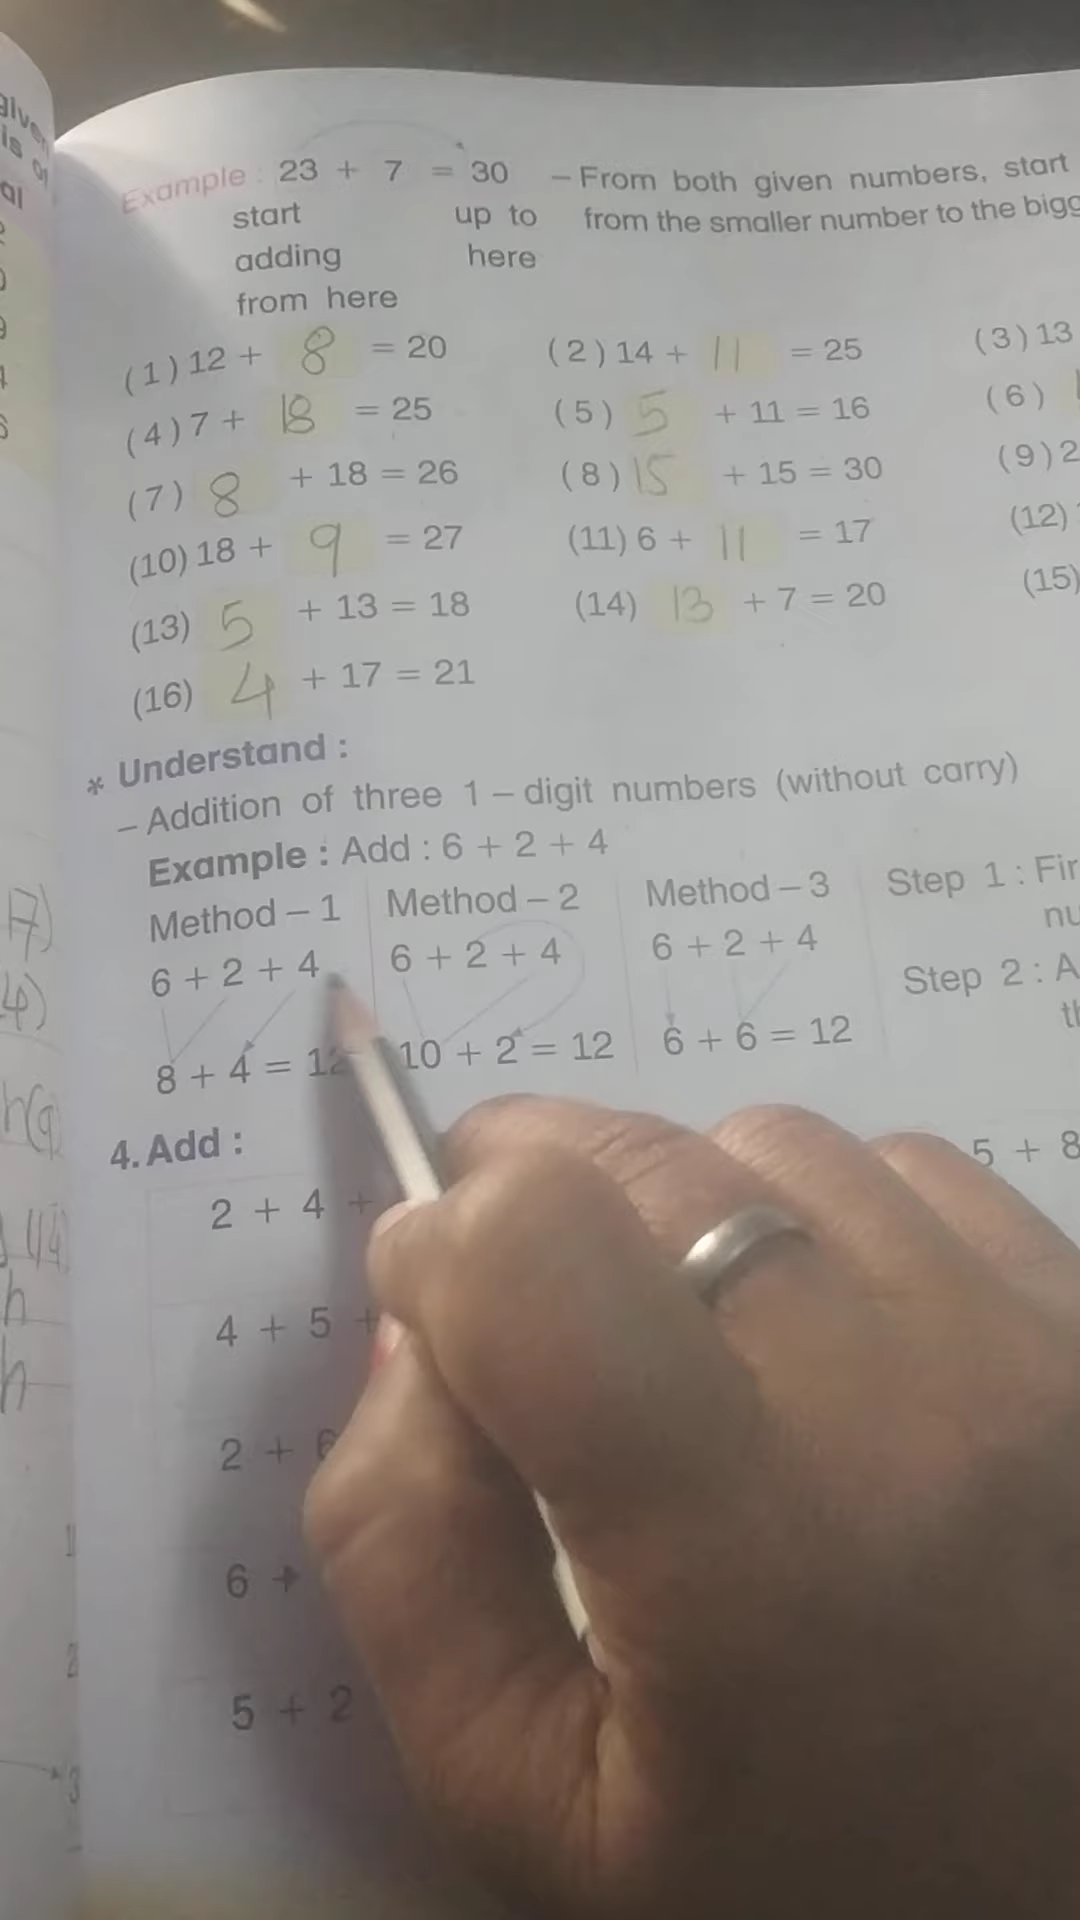 given
is
al
Example : 23 + 7 = 30 – From both given numbers, start
start up to from the smaller number to the bigg
adding here
from here
(1) 12 + 8 = 20 (2) 14 + 11 = 25 (3) 13
(4) 7 + 18 = 25 (5) 5 + 11 = 16 (6)
(7) 8 + 18 = 26 (8) 15 + 15 = 30 (9) 2
(10) 18 + 9 = 27 (11) 6 + 11 = 17 (12)
(13) 5 + 13 = 18 (14) 13 + 7 = 20 (15)
(16) 4 + 17 = 21
* Understand :
– Addition of three 1 – digit numbers (without carry)
Example : Add : 6 + 2 + 4
Method – 1 Method – 2 Method – 3 Step 1 : Fir
nu
6 + 2 + 4 6 + 2 + 4 6 + 2 + 4
Step 2 : A
th
8 + 4 = 12 10 + 2 = 12 6 + 6 = 12
4. Add :
2 + 4 + 5 + 8
4 + 5 +
2 + 6
6 +
5 + 2